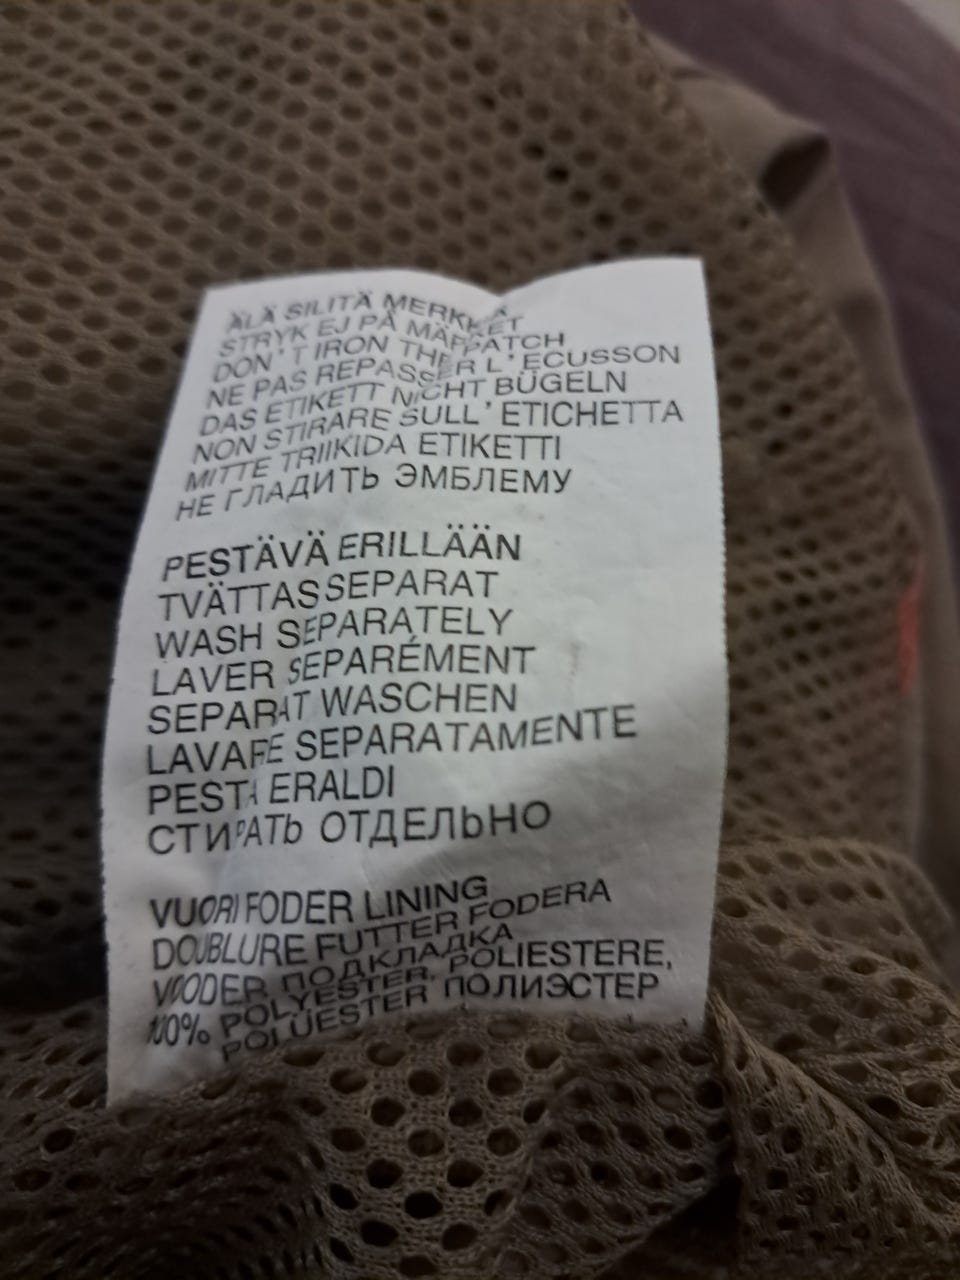 ÄLÄ SILITÄ MERKKIÄ
STRYK EJ PÅ MÄRKET
DON'T IRON THE PATCH
NE PAS REPASSER L'ECUSSON
DAS ETIKETT NICHT BÜGELN
NON STIRARE SULL'ETICHETTA
MITTE TRIIKIDA ETIKETTI
НЕ ГЛАДИТЬ ЭМБЛЕМУ
PESTÄVÄ ERILLÄÄN
TVÄTTAS SEPARAT
WASH SEPARATELY
LAVER SEPARÉMENT
SEPARAT WASCHEN
LAVARE SEPARATAMENTE
PESTA ERALDI
СТИРАТЬ ОТДЕЛЬНО
VUORI FODER LINING
DOUBLURE FUTTER FODERA
VOODER ПОДКЛАДКА
100% POLYESTER, POLIESTERE,
POLÜESTER ПОЛИЭСТЕР